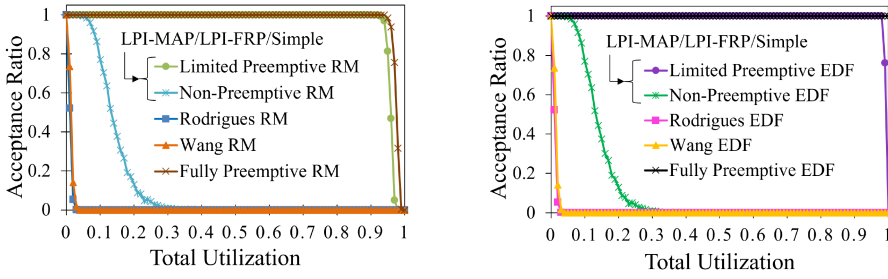 1
0.8
0.6
0.4
0.2
0
Acceptance Ratio
LPI-MAP/LPI-FRP/Simple
Limited Preemptive RM
Non-Preemptive RM
Rodrigues RM
Wang RM
Fully Preemptive RM
0 0.1 0.2 0.3 0.4 0.5 0.6 0.7 0.8 0.9 1
Total Utilization
1
0.8
0.6
0.4
0.2
0
Acceptance Ratio
LPI-MAP/LPI-FRP/Simple
Limited Preemptive EDF
Non-Preemptive EDF
Rodrigues EDF
Wang EDF
Fully Preemptive EDF
0 0.1 0.2 0.3 0.4 0.5 0.6 0.7 0.8 0.9 1
Total Utilization